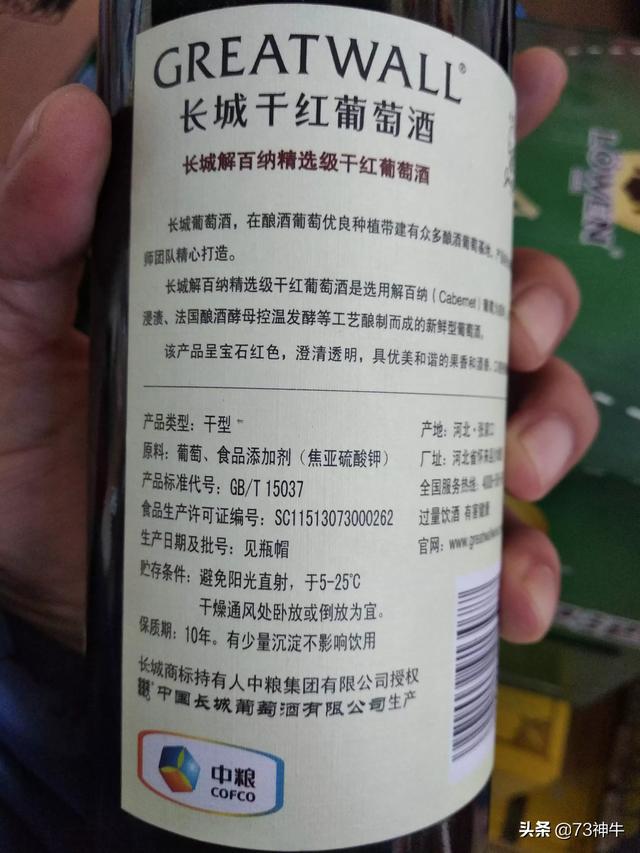 GREATWALL®
长城干红葡萄酒
长城解百纳精选级干红葡萄酒
长城葡萄酒，在酿酒葡萄优良种植带建有众多酿酒葡萄基地，
师团队精心打造。
长城解百纳精选级干红葡萄酒是选用解百纳（Cabernet）葡萄
浸渍、法国酿酒酵母控温发酵等工艺酿制而成的新鲜型葡萄酒。
该产品呈宝石红色，澄清透明，具优美和谐的果香和酒香，
产品类型：干型
原料：葡萄、食品添加剂（焦亚硫酸钾）
产品标准代号：GB/T 15037
食品生产许可证编号：SC11513073000262
生产日期及批号：见瓶帽
贮存条件：避免阳光直射，于5-25℃
干燥通风处卧放或倒放为宜。
保质期：10年。有少量沉淀不影响饮用
产地：河北·张家口
厂址：河北省怀来县
全国服务热线：400
过量饮酒 有害健康
官网：www.greatwall
长城商标持有人中粮集团有限公司授权
中国长城葡萄酒有限公司生产
中粮
COFCO
LÖWEN
头条 @73神牛